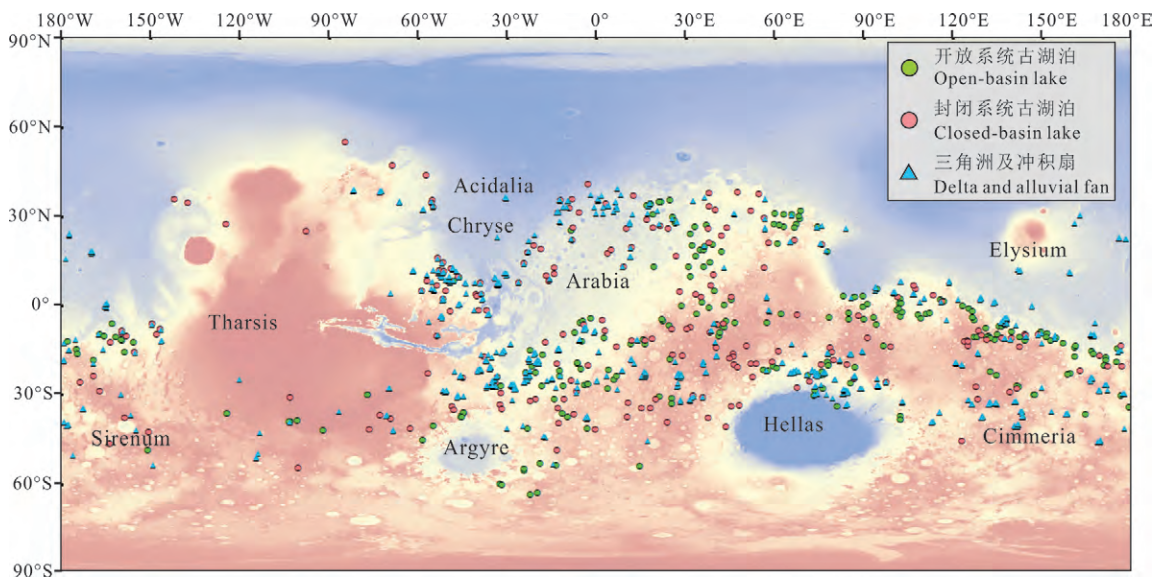 180°W 150°W 120°W 90°W 60°W 30°W 0° 30°E 60°E 90°E 120°E 150°E 180°E
90°N
60°N
30°N
0°
30°S
60°S
90°S
开放系统古湖泊
Open-basin lake
封闭系统古湖泊
Closed-basin lake
三角洲及冲积扇
Delta and alluvial fan
Acidalia
Chryse
Elysium
Arabia
Tharsis
Hellas
Sirenum
Argyre
Cimmeria